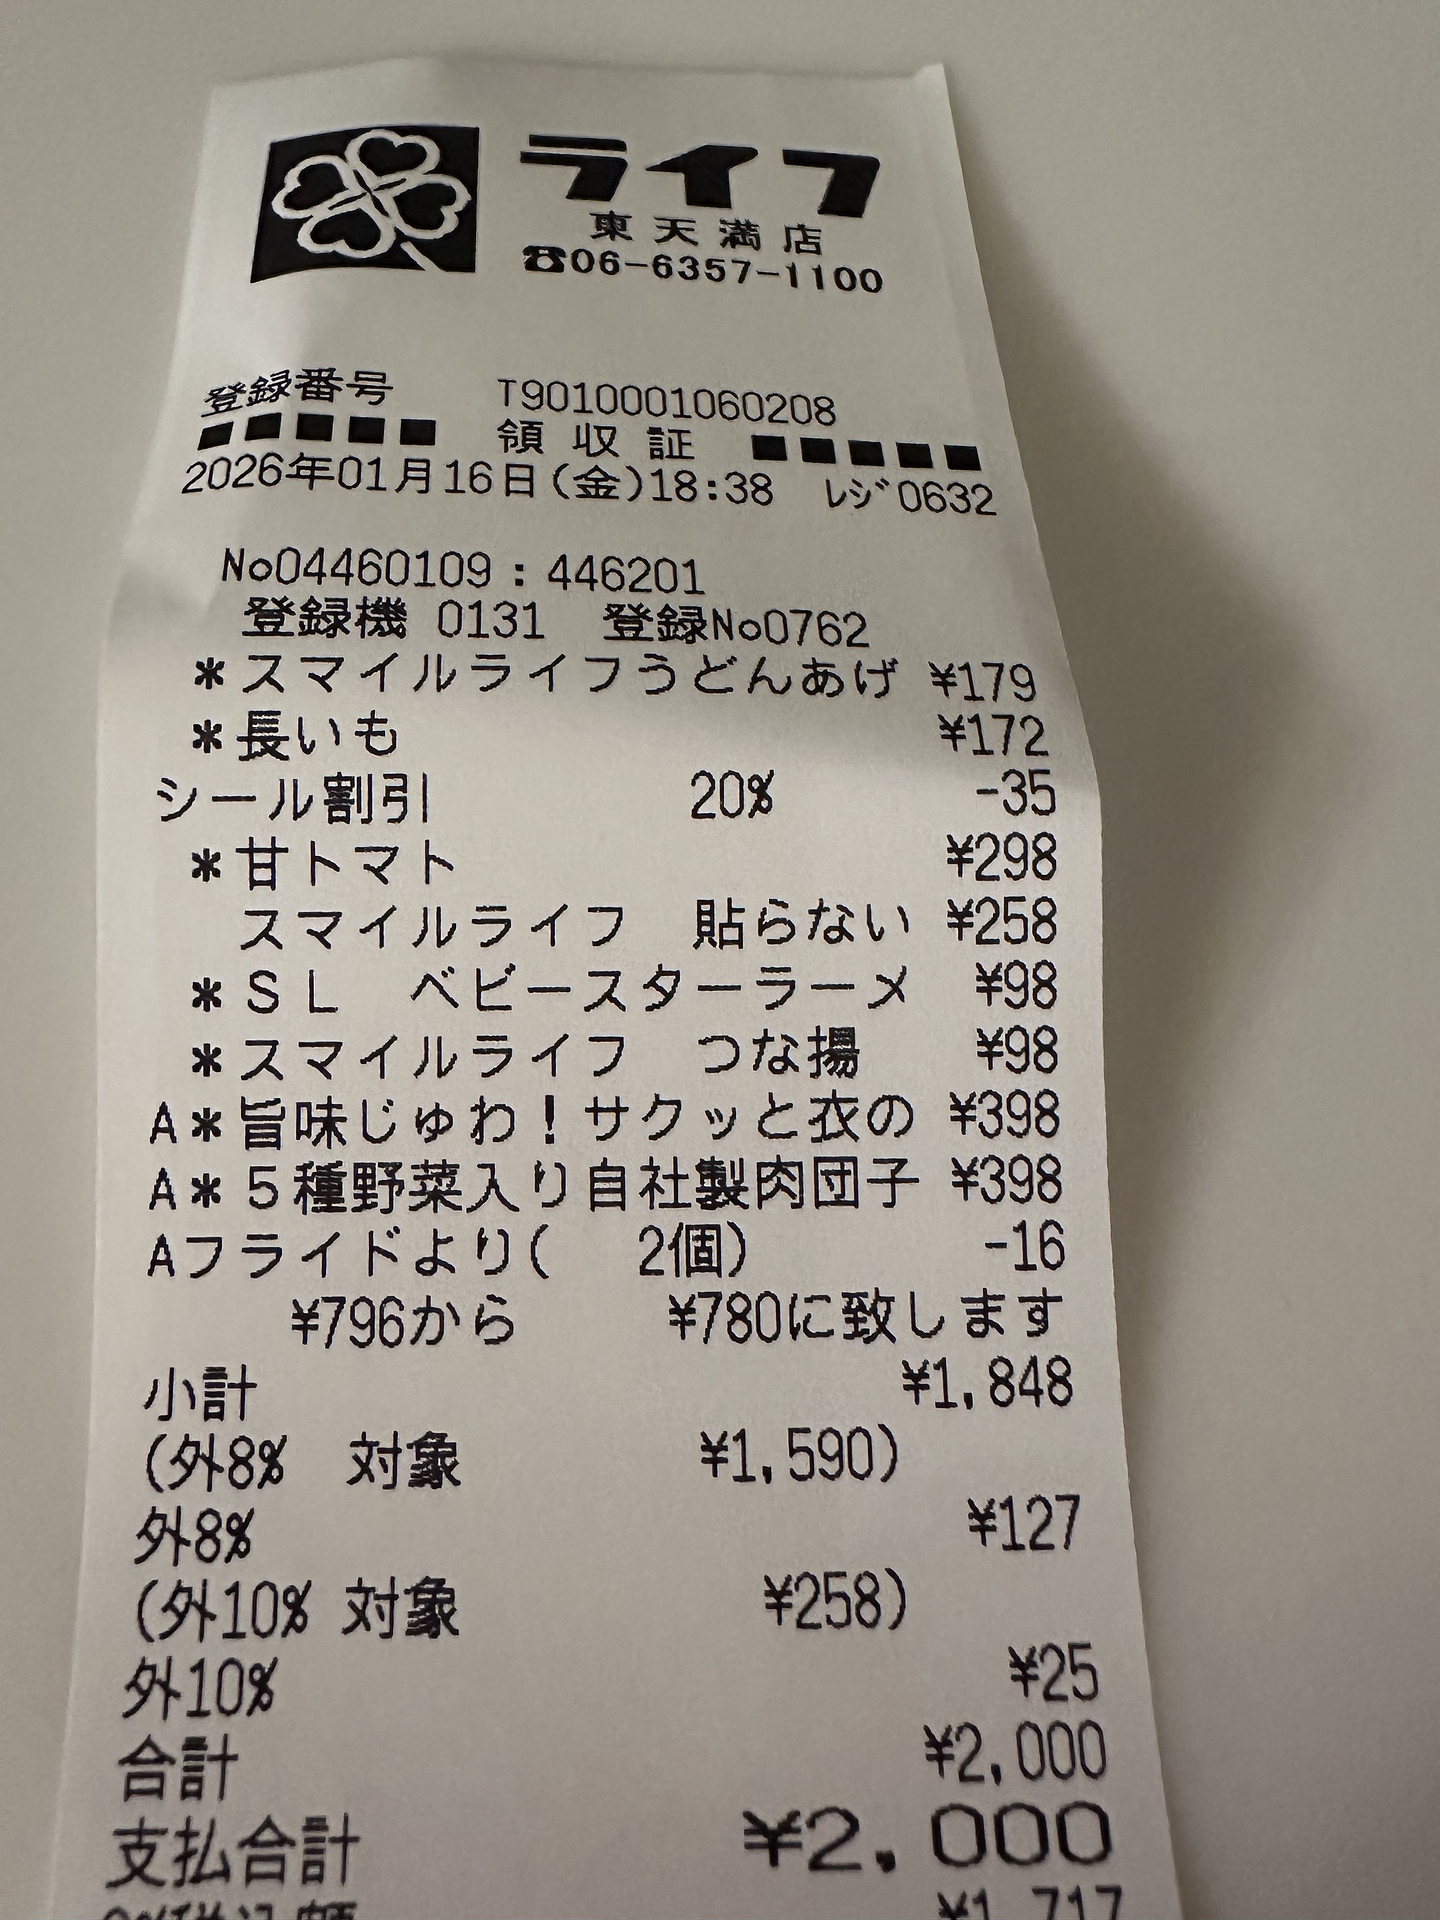 ライフ
東天満店
☎06-6357-1100
登録番号 T9010001060208
■■■■■ 領収証 ■■■■■
2026年01月16日(金)18:38 レジ0632
No04460109:446201
登録機 0131 登録No0762
*スマイルライフうどんあげ ¥179
*長いも ¥172
シール割引 20% -35
*甘トマト ¥298
スマイルライフ 貼らない ¥258
*SL ベビースターラーメ ¥98
*スマイルライフ つな揚 ¥98
A*旨味じゅわ!サクッと衣の ¥398
A*5種野菜入り自社製肉団子 ¥398
Aフライドより( 2個) -16
¥796から ¥780に致します
小計 ¥1,848
(外8% 対象 ¥1,590)
外8% ¥127
(外10% 対象 ¥258)
外10% ¥25
合計 ¥2,000
支払合計 ¥2,000
¥1,717